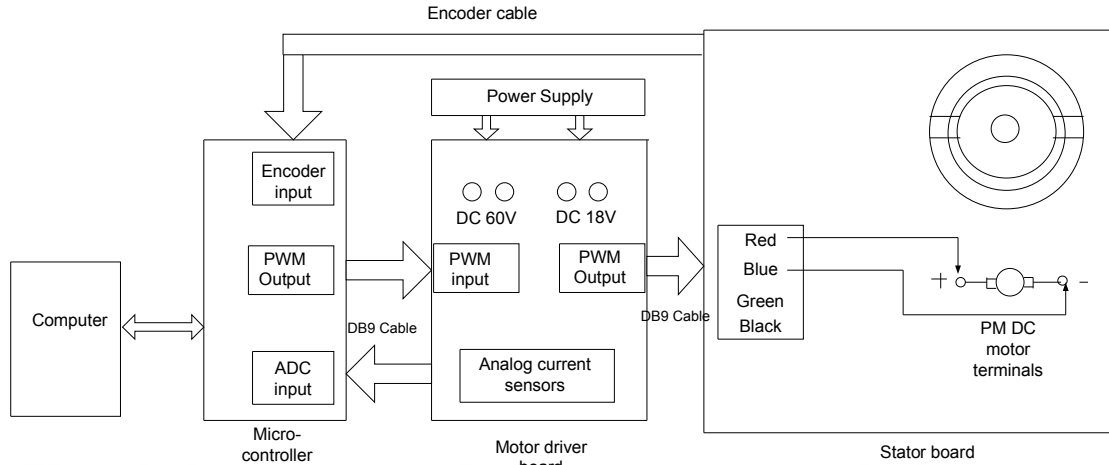 Encoder cable
Power Supply
Encoder
input
DC 60V
DC 18V
PWM
Output
PWM
input
PWM
Output
Red
Blue
Green
Black
+
-
PM DC
motor
terminals
Computer
DB9 Cable
DB9 Cable
ADC
input
Analog current
sensors
Micro-
controller
Motor driver
board
Stator board